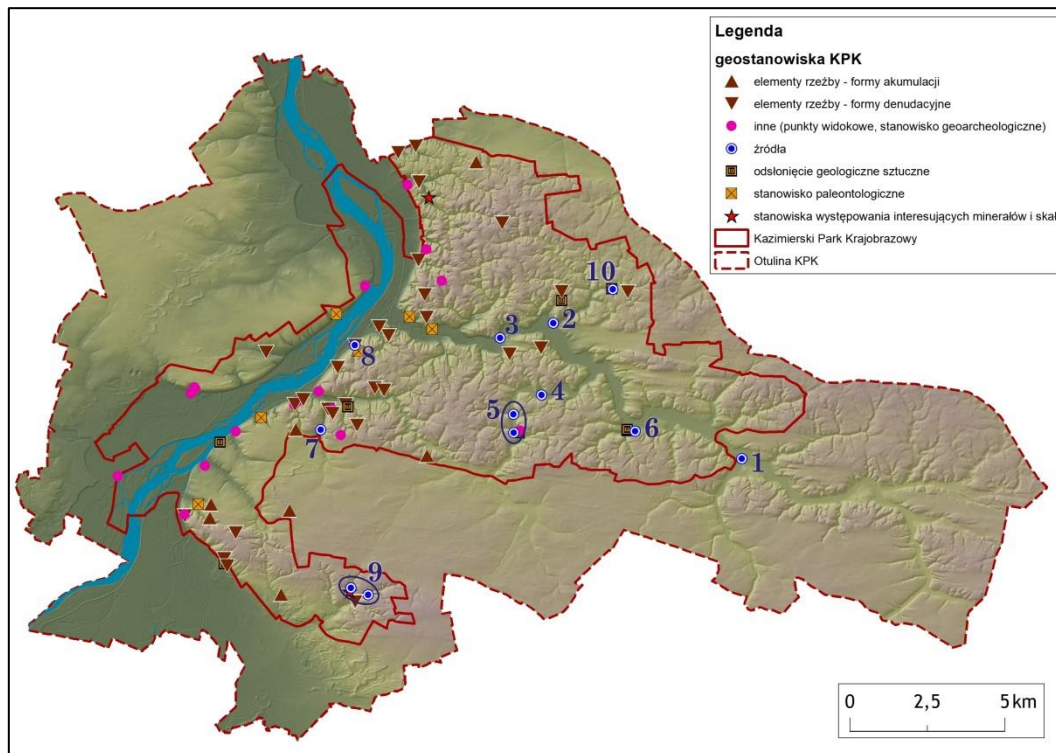 Legenda
geostanowiska KPK
elementy rzeźby - formy akumulacji
elementy rzeźby - formy denudacyjne
inne (punkty widokowe, stanowisko geoarcheologiczne)
źródła
odsłonięcie geologiczne sztuczne
stanowisko paleontologiczne
stanowiska występowania interesujących minerałów i skał
Kazimierski Park Krajobrazowy
Otulina KPK
10
2
3
8
4
5
6
7
1
9
0 2,5 5 km